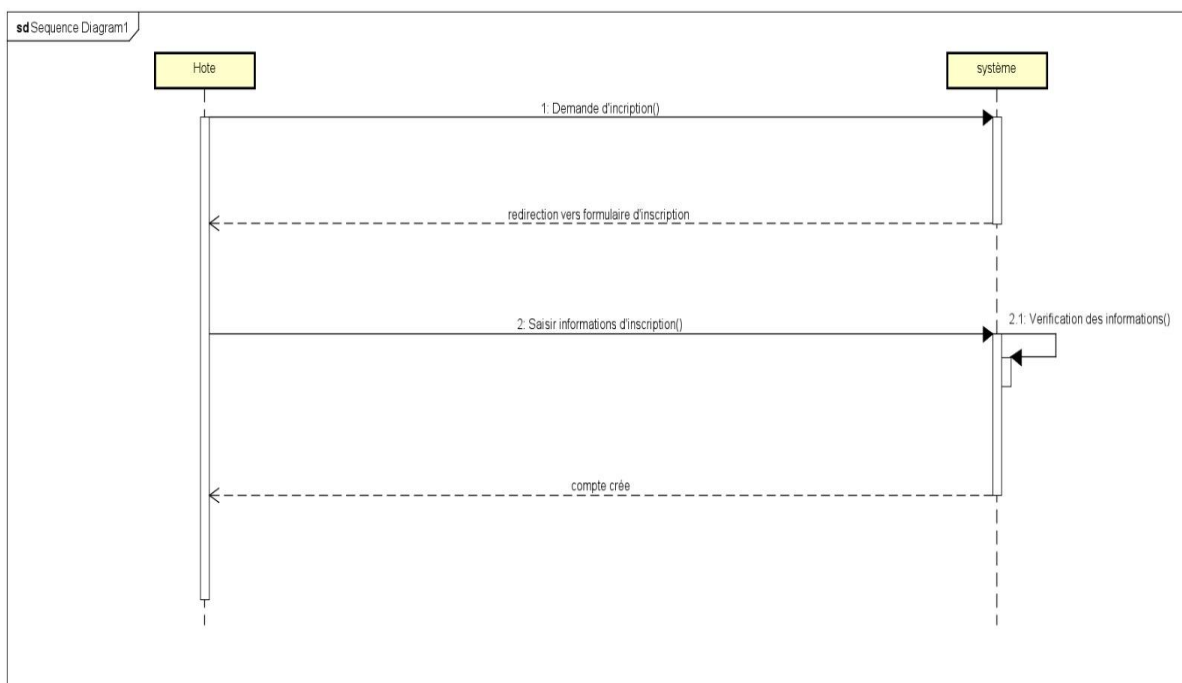 sd Sequence Diagram1
Hote
système
1: Demande d'incription()
redirection vers formulaire d'inscription
2: Saisir informations d'inscription()
2.1: Verification des informations()
compte crée